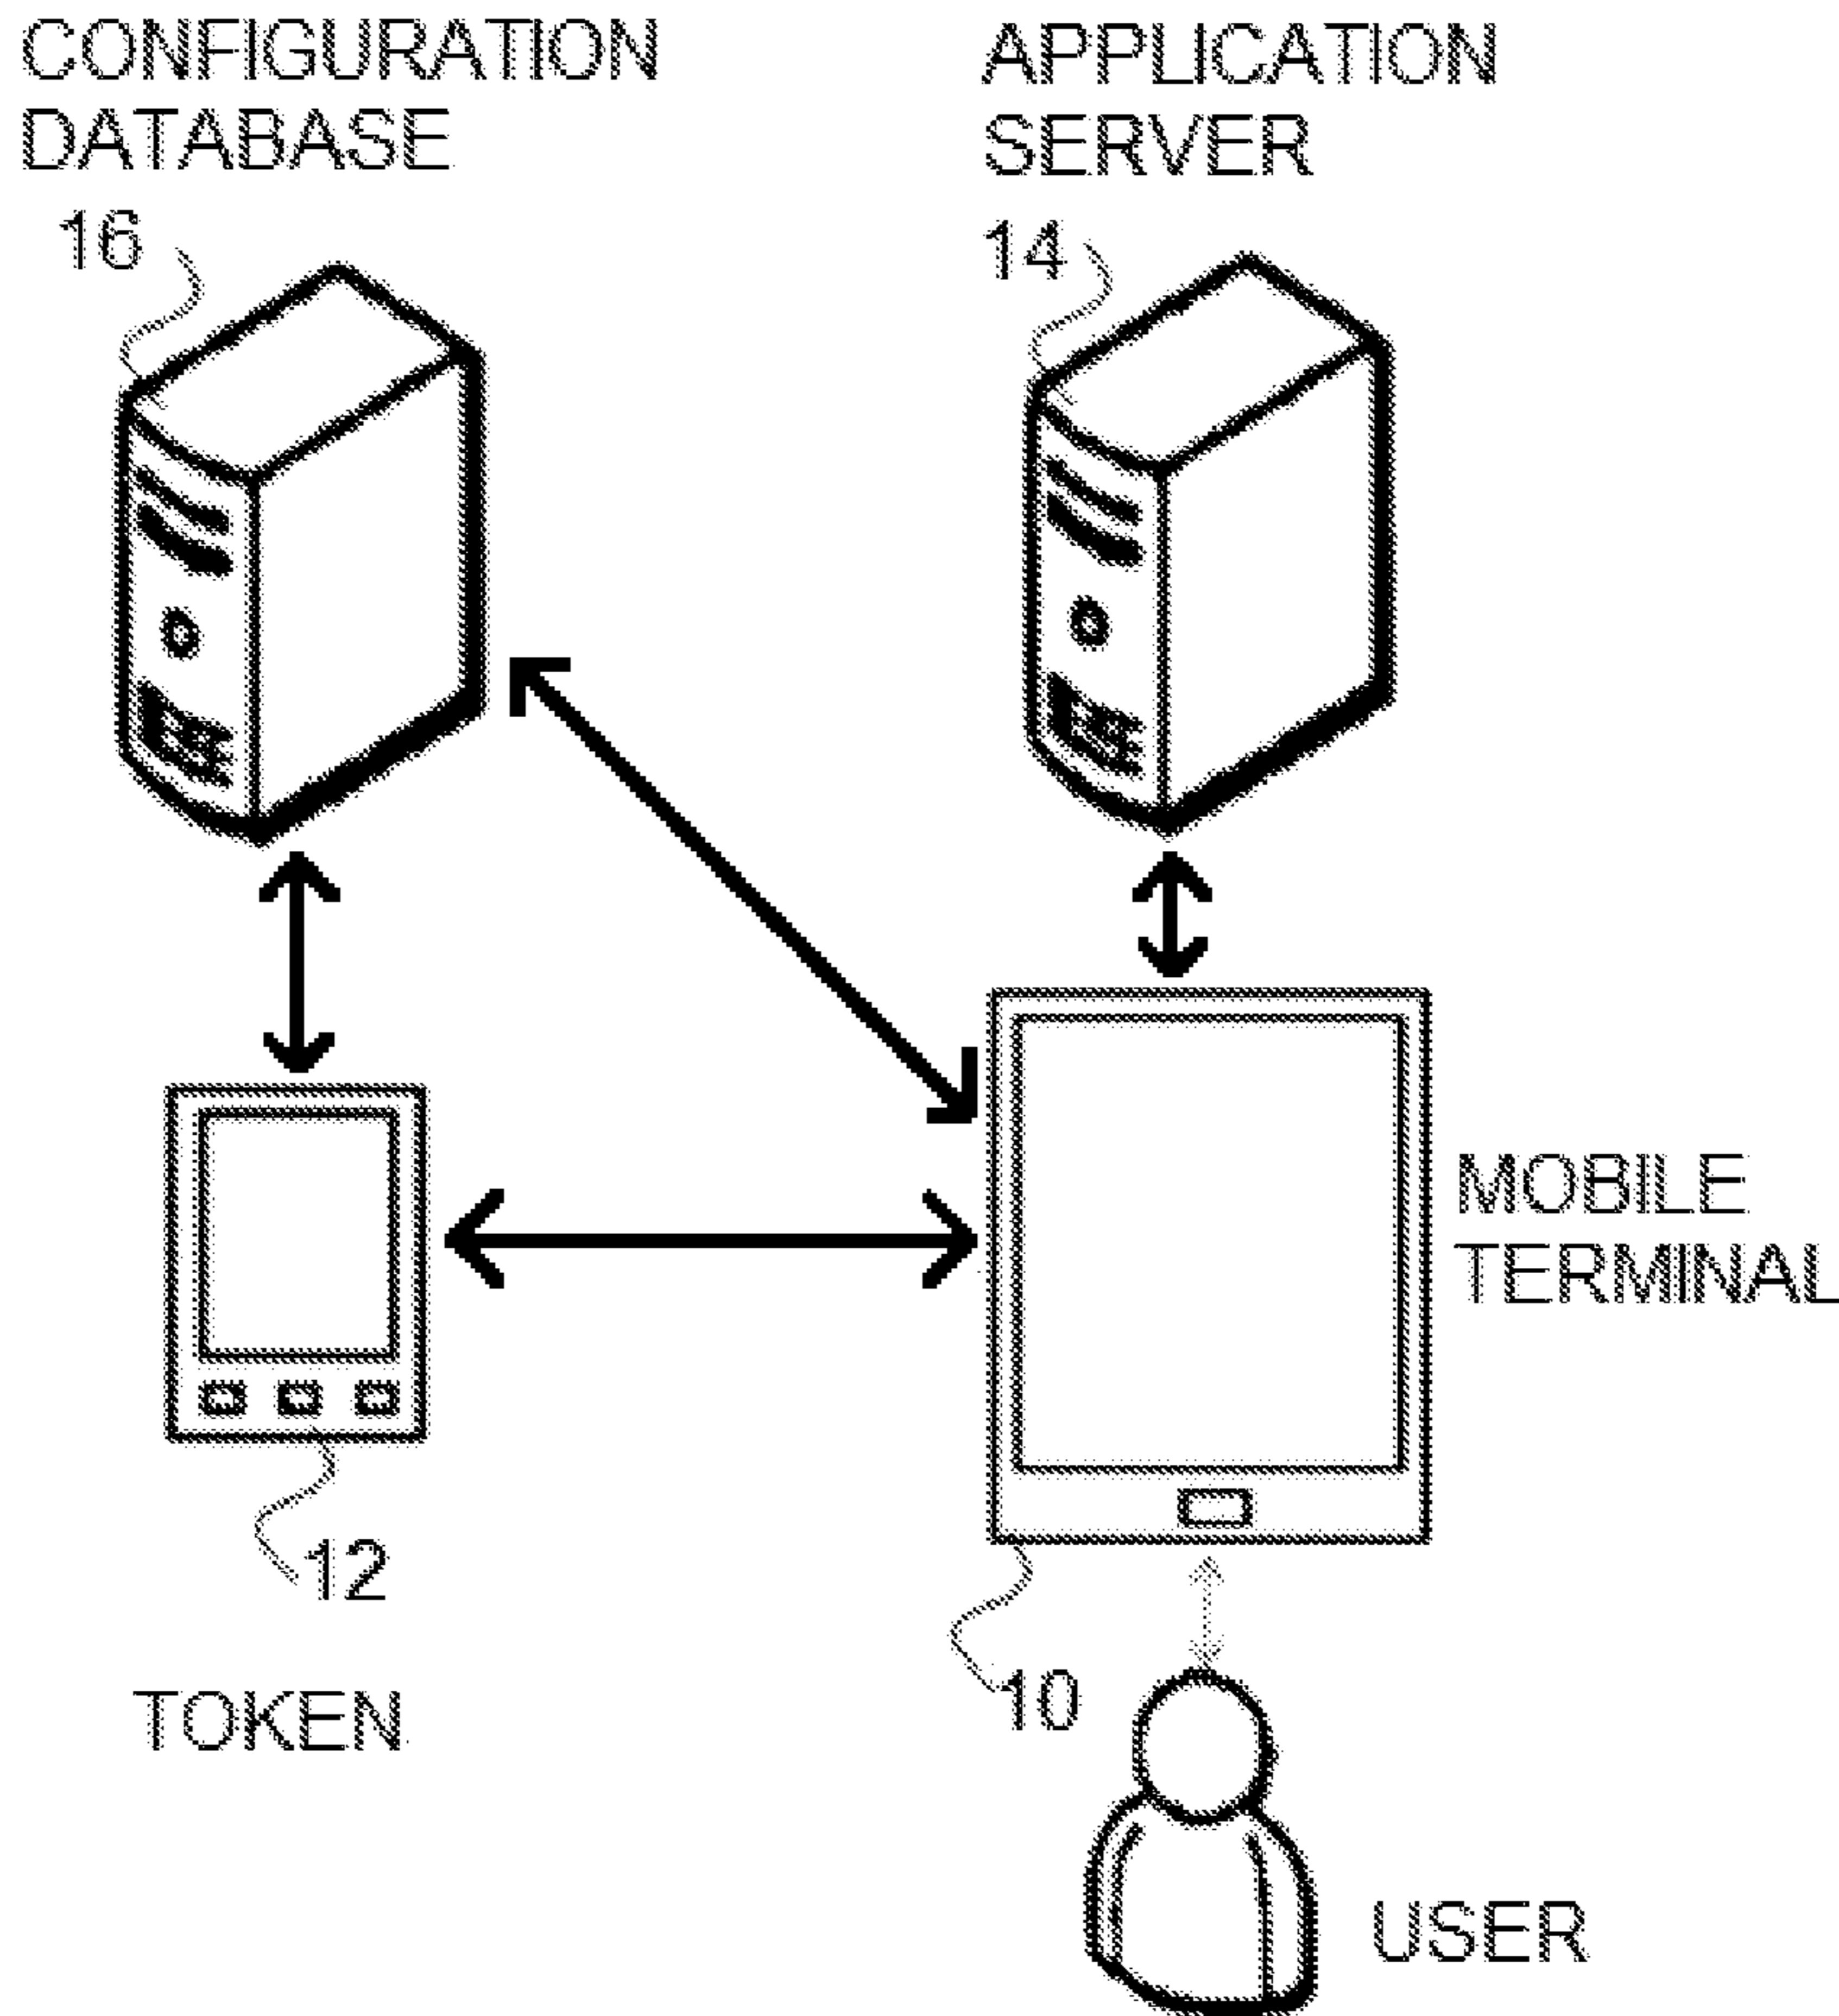 CONFIGURATION
DATABASE
16
APPLICATION
SERVER
14
MOBILE
TERMINAL
12
TOKEN
10
USER